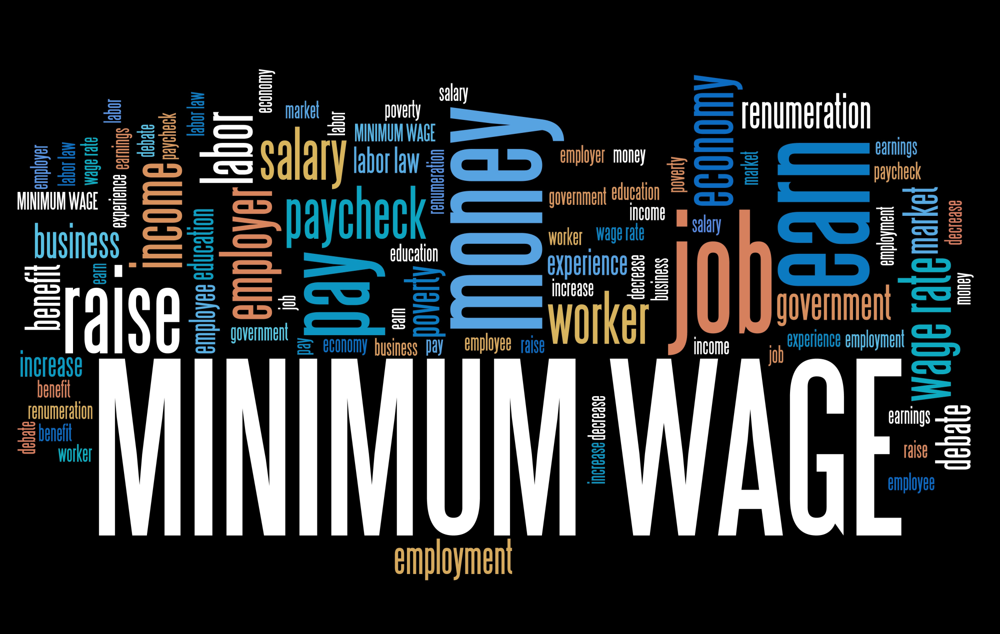 economy
salary
labor
labor law
market
poverty
labor
renumeration
economy
MINIMUM WAGE
employer
labor law
wage rate
earnings
debate
paycheck
labor
salary
labor law
renumeration
money
employer
money
poverty
market
earn
earnings
paycheck
MINIMUM WAGE
experience
income
education
employer
paycheck
government
education
income
salary
job
employment
market
decrease
business
worker
wage rate
education
experience
decrease
business
benefit
earn
raise
employee
job
pay
earn
poverty
increase
worker
government
wage rate
money
government
pay
economy
business
pay
employee
raise
income
job
experience
employment
increase
benefit
renumeration
debate
benefit
worker
MINIMUM WAGE
decrease
increase
earnings
debate
raise
employee
employment